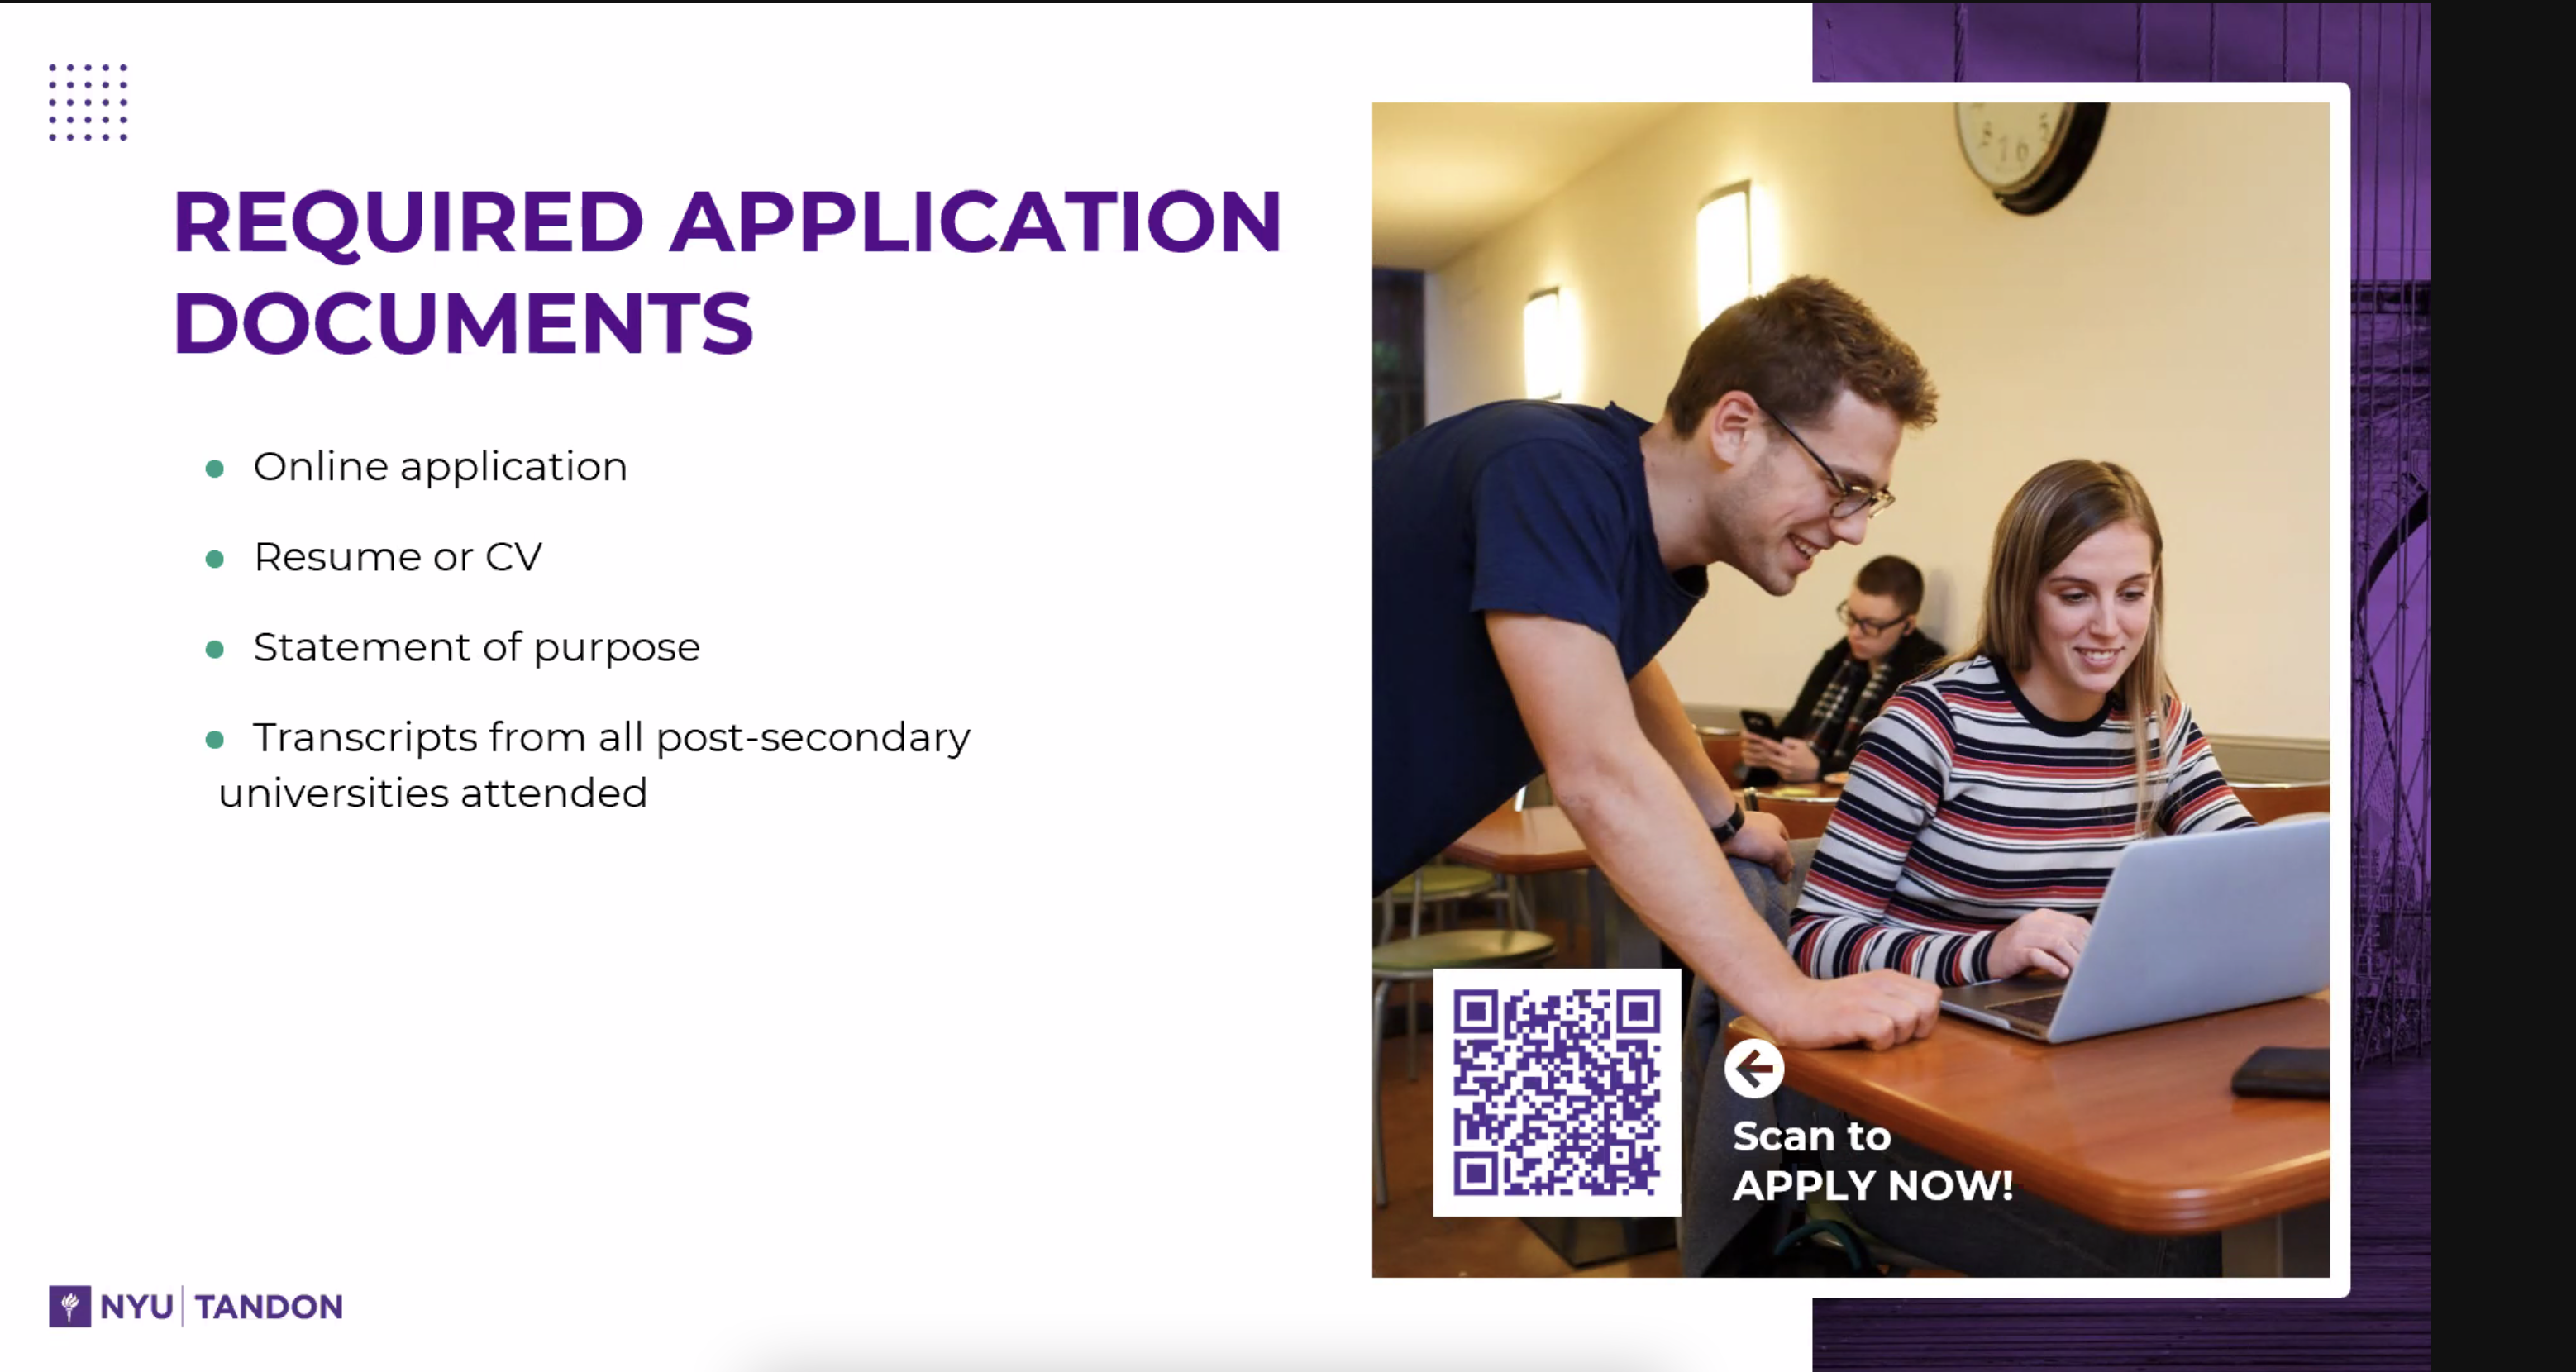 REQUIRED APPLICATION
DOCUMENTS
● Online application
● Resume or CV
● Statement of purpose
● Transcripts from all post-secondary
universities attended
Scan to
APPLY NOW!
NYU | TANDON